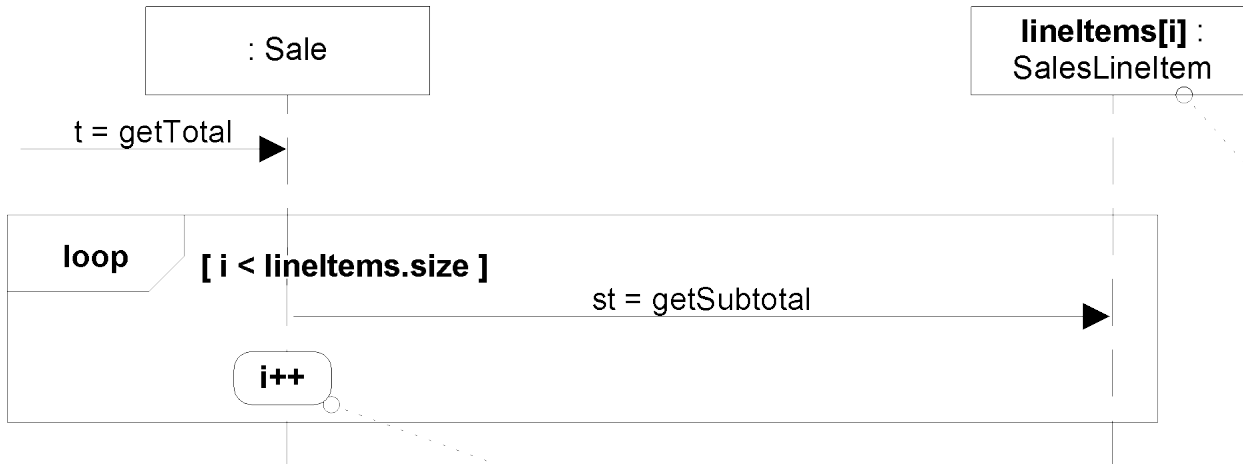 : Sale
lineItems[i] :
SalesLineItem
t = getTotal
loop
[ i < lineItems.size ]
st = getSubtotal
i++